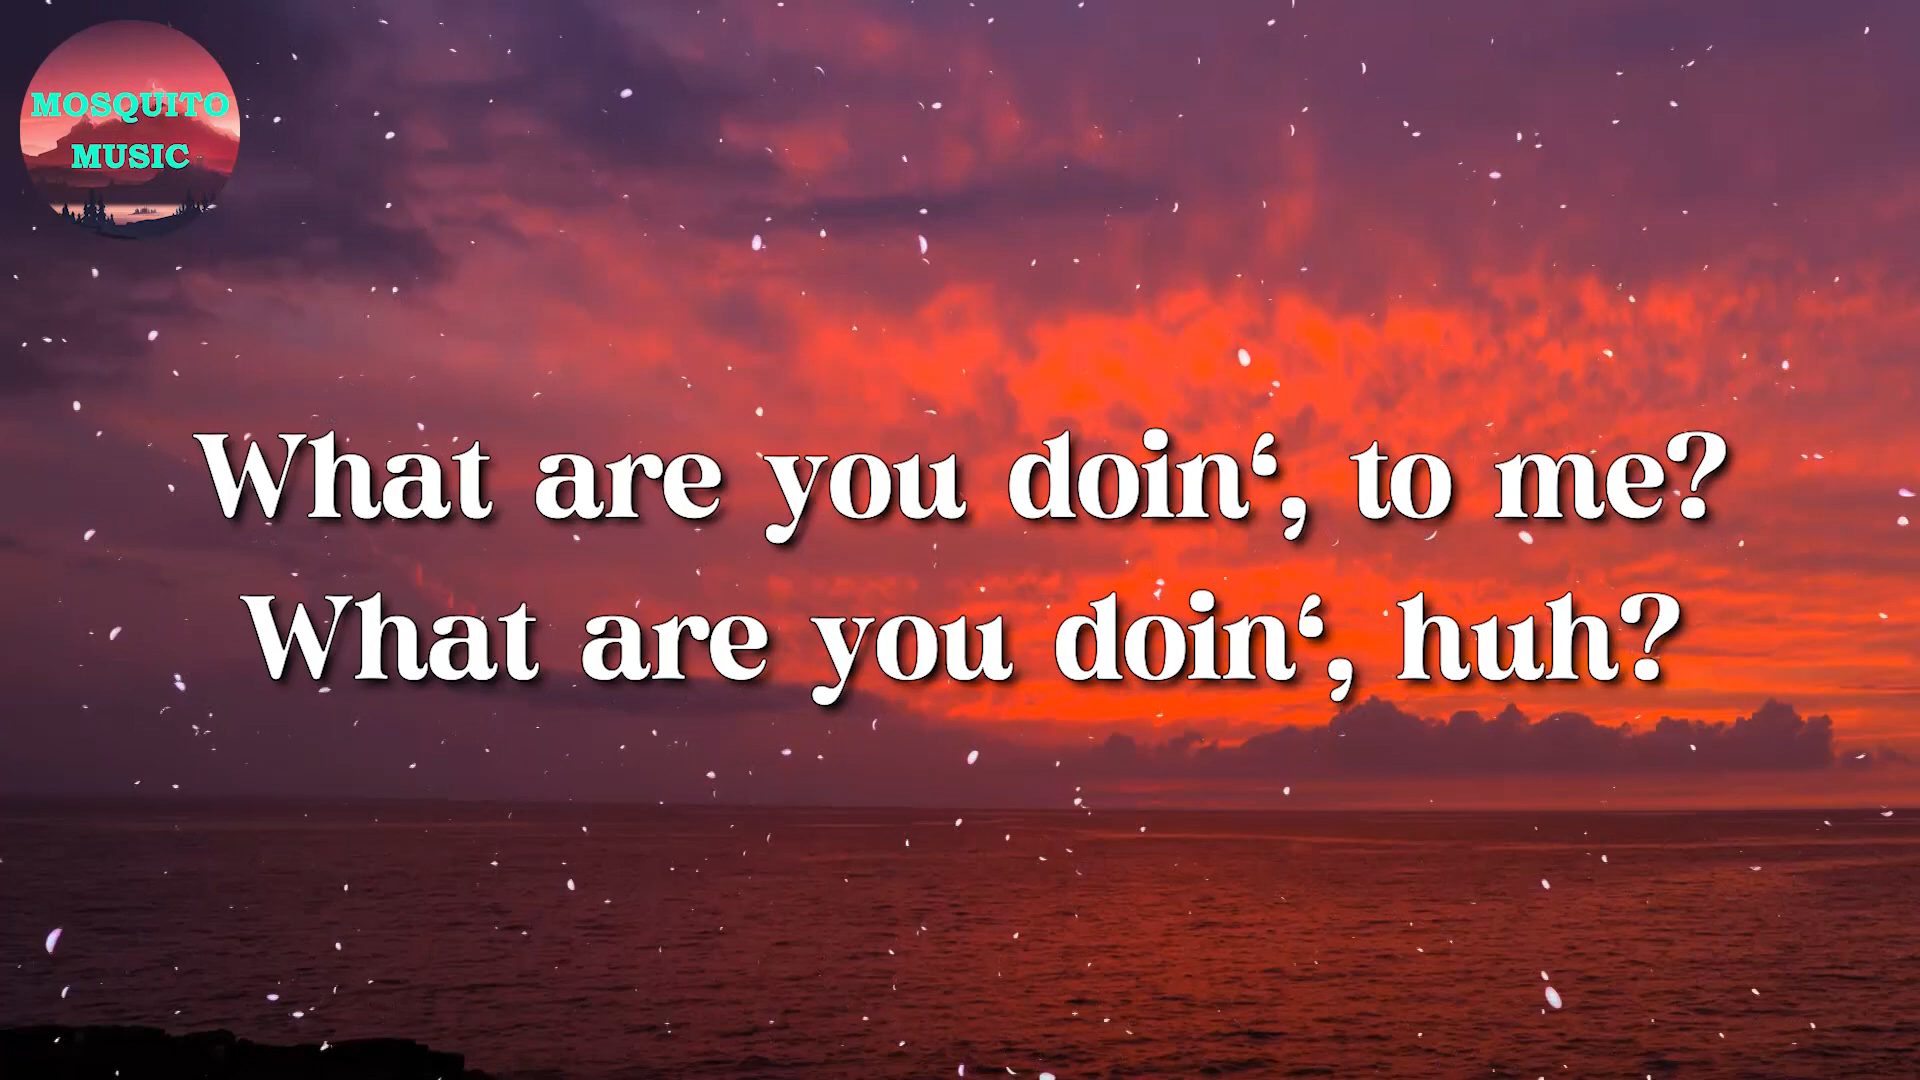 MOSQUITO
MUSIC
What are you doin‘, to me?
What are you doin‘, huh?